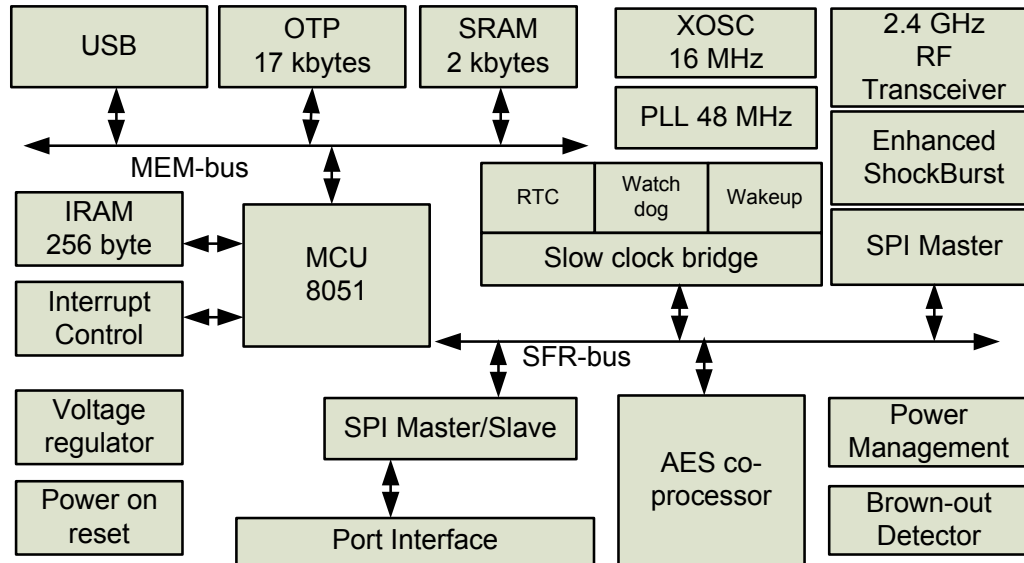 USB
OTP
17 kbytes
SRAM
2 kbytes
XOSC
16 MHz
2.4 GHz
RF
Transceiver
PLL 48 MHz
Enhanced
ShockBurst
MEM-bus
RTC
Watch
dog
Wakeup
IRAM
256 byte
MCU
8051
Slow clock bridge
SPI Master
Interrupt
Control
SFR-bus
Voltage
regulator
SPI Master/Slave
AES co-
processor
Power
Management
Power on
reset
Port Interface
Brown-out
Detector